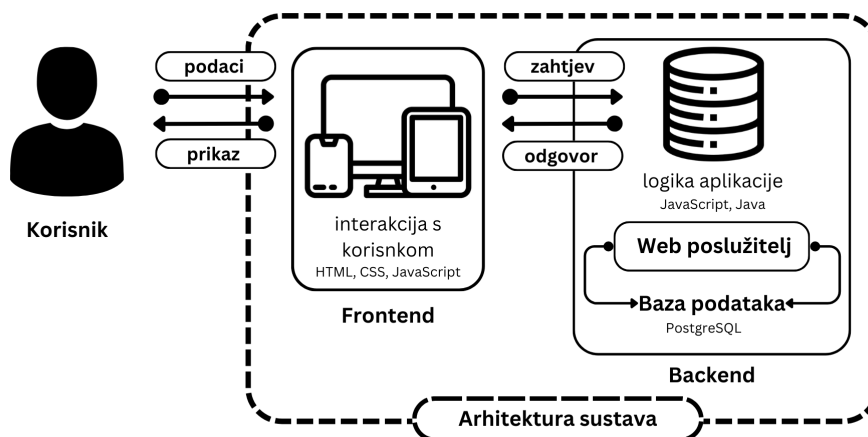 podaci
prikaz
Korisnik
interakcija s
korisnkom
HTML, CSS, JavaScript
Frontend
zahtjev
odgovor
logika aplikacije
JavaScript, Java
Web poslužitelj
Baza podataka
PostgreSQL
Backend
Arhitektura sustava